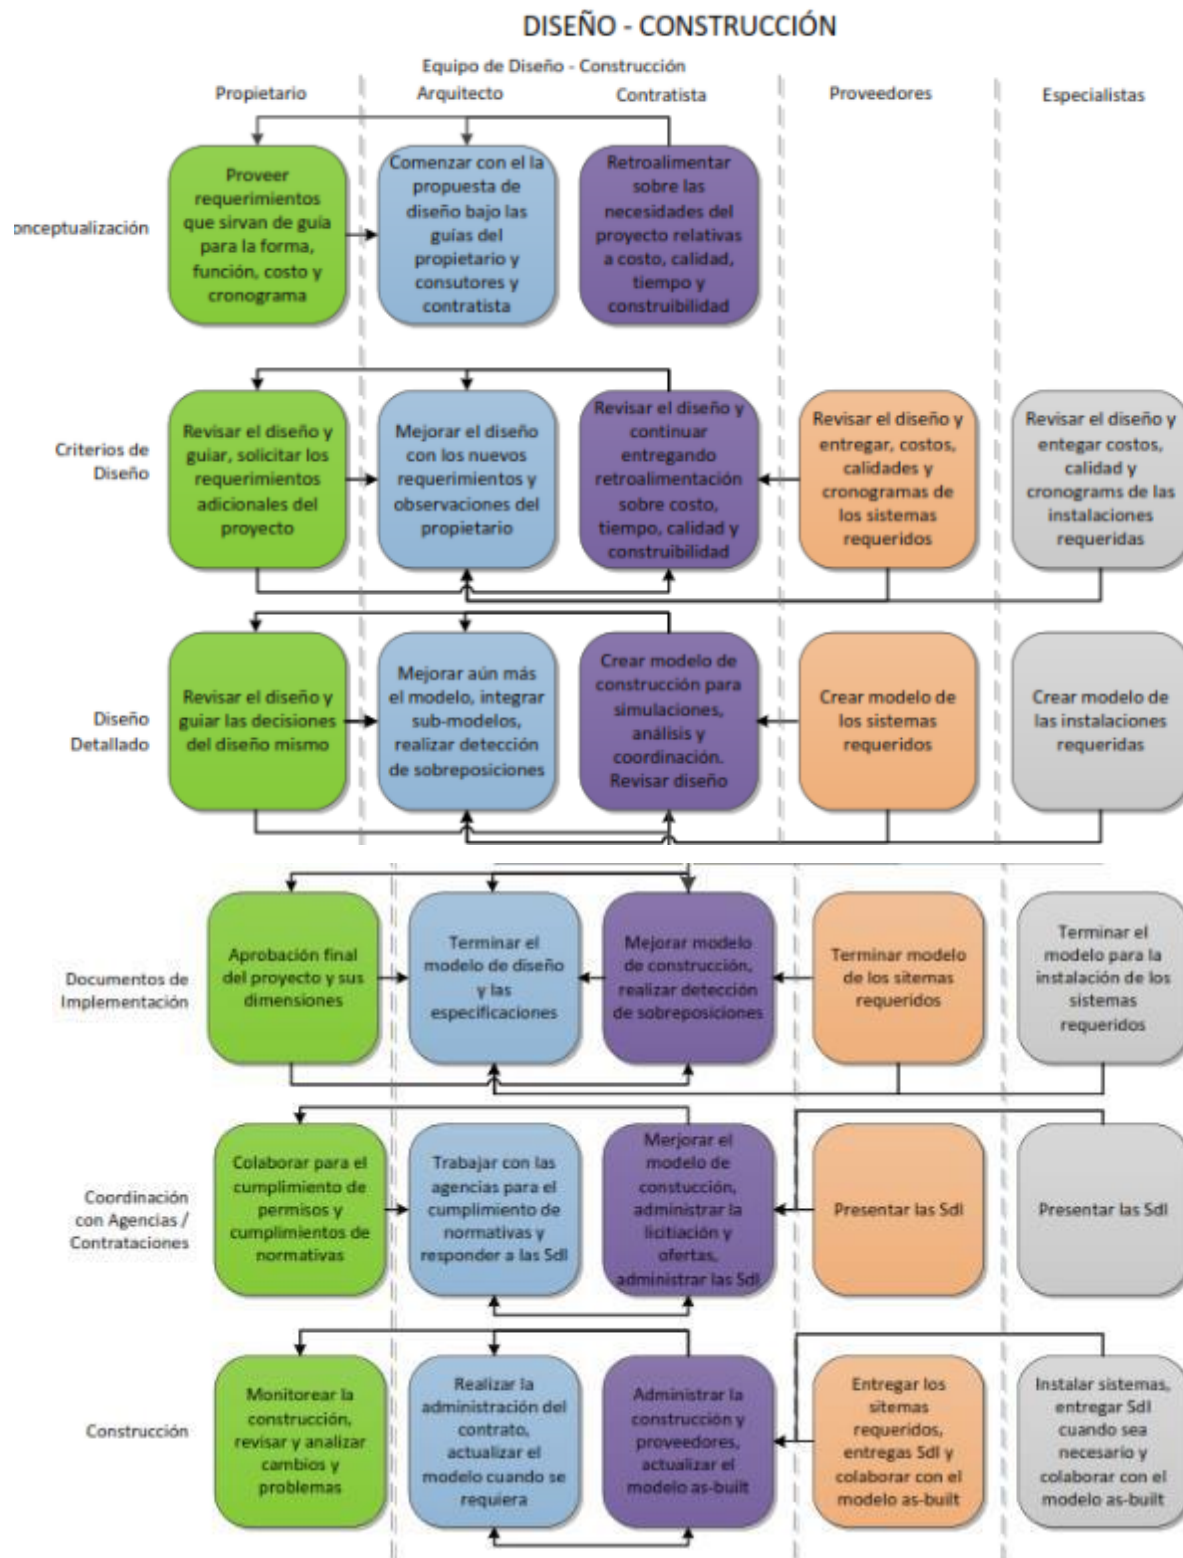 DISEÑO - CONSTRUCCIÓN
Equipo de Diseño - Construcción
Propietario
Arquitecto
Contratista
Proveedores
Especialistas
onceptualización
Proveer
requerimientos
que sirvan de guía
para la forma,
función, costo y
cronograma
Comenzar con el la
propuesta de
diseño bajo las
guías del
propietario y
consutores y
contratista
Retroalimentar
sobre las
necesidades del
proyecto relativas
a costo, calidad,
tiempo y
construibilidad
Criterios de
Diseño
Revisar el diseño y
guiar, solicitar los
requerimientos
adicionales del
proyecto
Mejorar el diseño
con los nuevos
requerimientos y
observaciones del
propietario
Revisar el diseño y
continuar
entregando
retroalimentación
sobre costo,
tiempo, calidad y
construibilidad
Revisar el diseño y
entregar, costos,
calidades y
cronogramas de
los sistemas
requeridos
Revisar el diseño y
entegar costos,
calidad y
cronograms de las
instalaciones
requeridas
Diseño
Detallado
Revisar el diseño y
guiar las decisiones
del diseño mismo
Mejorar aún más
el modelo, integrar
sub-modelos,
realizar detección
de sobreposiciones
Crear modelo de
construcción para
simulaciones,
análisis y
coordinación.
Revisar diseño
Crear modelo de
los sistemas
requeridos
Crear modelo de
las instalaciones
requeridas
Documentos de
Implementación
Aprobación final
del proyecto y sus
dimensiones
Terminar el
modelo de diseño
y las
especificaciones
Mejorar modelo
de construcción,
realizar detección
de sobreposiciones
Terminar modelo
de los sitemas
requeridos
Terminar el
modelo para la
instalación de los
sistemas
requeridos
Coordinación
con Agencias /
Contrataciones
Colaborar para el
cumplimiento de
permisos y
cumplimientos de
normativas
Trabajar con las
agencias para el
cumplimiento de
normativas y
responder a las SdI
Merjorar el
modelo de
constucción,
administrar la
licitiación y
ofertas,
administrar las SdI
Presentar las SdI
Presentar las SdI
Construcción
Monitorear la
construcción,
revisar y analizar
cambios y
problemas
Realizar la
administración del
contrato,
actualizar el
modelo cuando se
requiera
Administrar la
construcción y
proveedores,
actualizar el
modelo as-built
Entregar los
sitemas
requeridos,
entregas SdI y
colaborar con el
modelo as-built
Instalar sistemas,
entregar SdI
cuando sea
necesario y
colaborar con el
modelo as-built